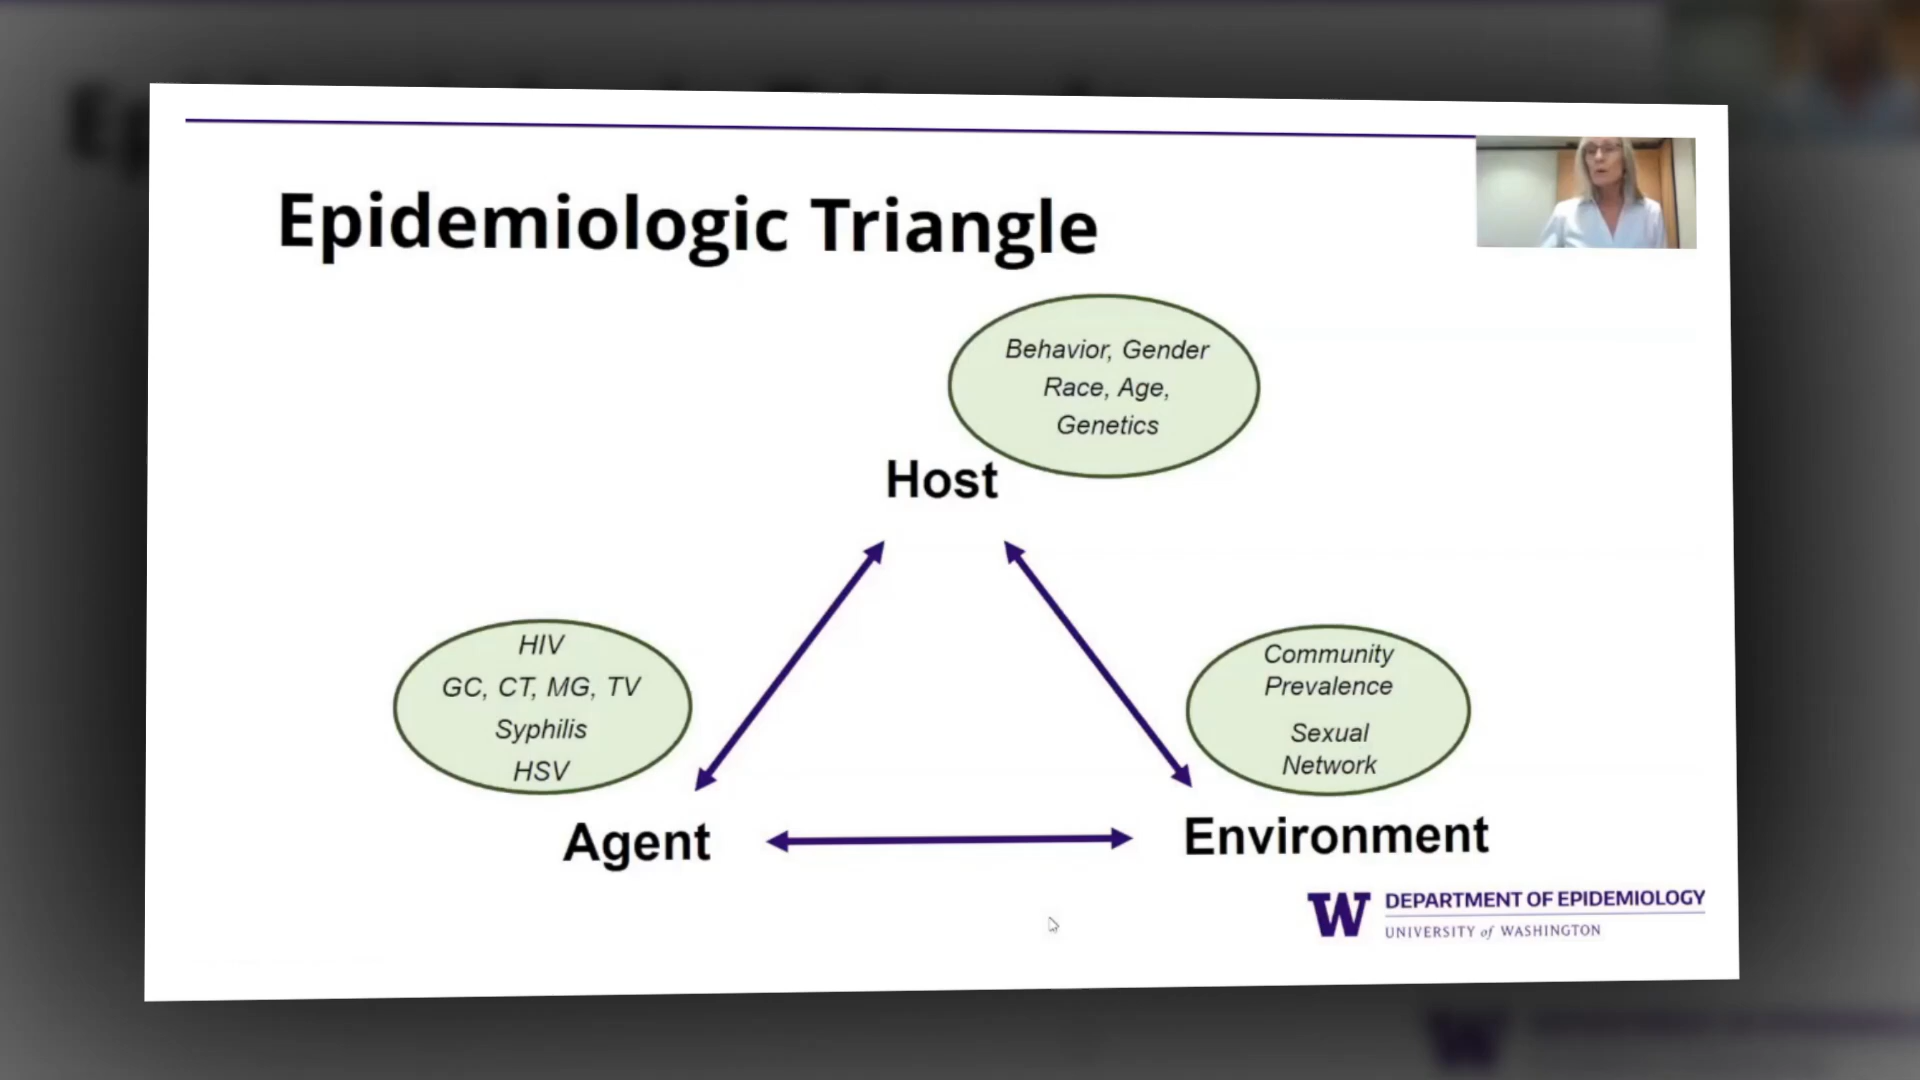 Epidemiologic Triangle
Behavior, Gender
Race, Age,
Genetics
Host
HIV
GC, CT, MG, TV
Syphilis
HSV
Community
Prevalence
Sexual
Network
Agent
Environment
W DEPARTMENT OF EPIDEMIOLOGY
UNIVERSITY of WASHINGTON